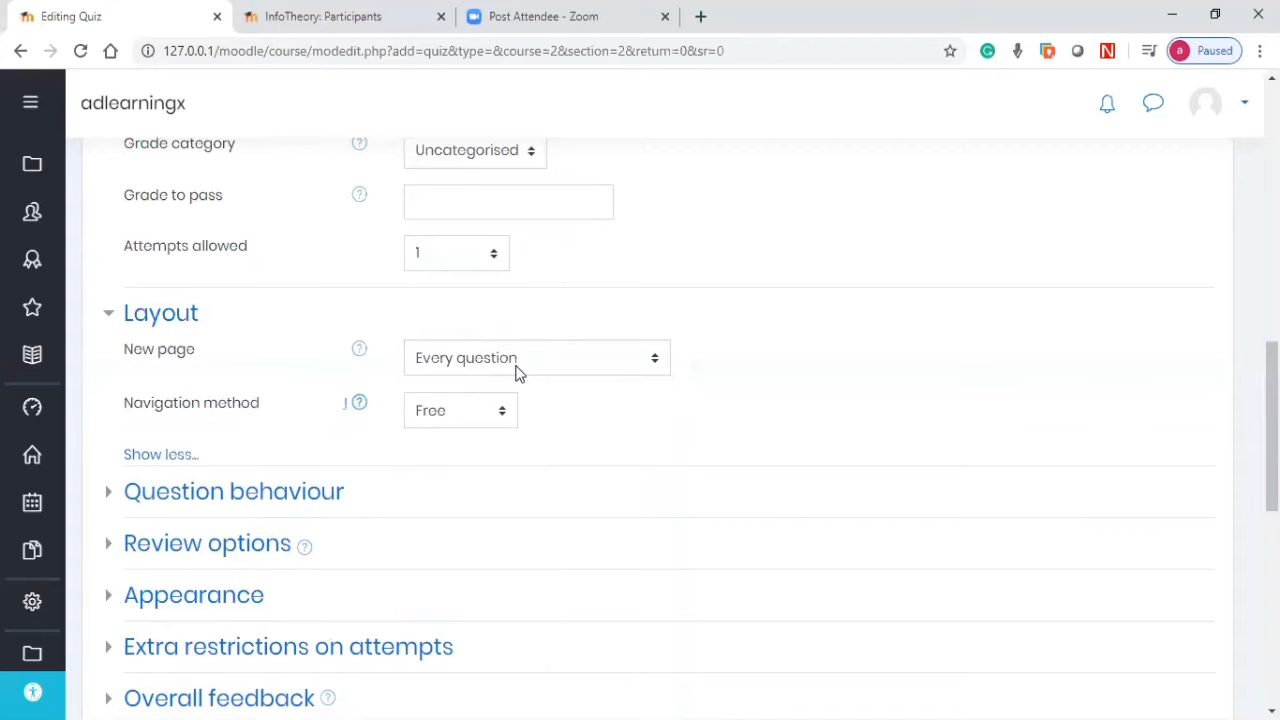 Editing Quiz
InfoTheory: Participants
Post Attendee - Zoom
127.0.0.1/moodle/course/modedit.php?add=quiz&type=&course=2&section=2&return=0&sr=0
a Paused
adlearningx
Grade category ? Uncategorised
Grade to pass ?
Attempts allowed 1
Layout
New page ? Every question
Navigation method ! ? Free
Show less...
Question behaviour
Review options ?
Appearance
Extra restrictions on attempts
Overall feedback ?